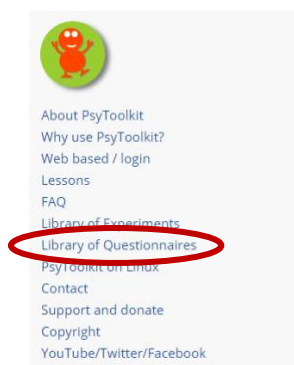 About PsyToolkit
Why use PsyToolkit?
Web based / login
Lessons
FAQ
Library of Experiments
Library of Questionnaires
PsyToolkit on Linux
Contact
Support and donate
Copyright
YouTube/Twitter/Facebook